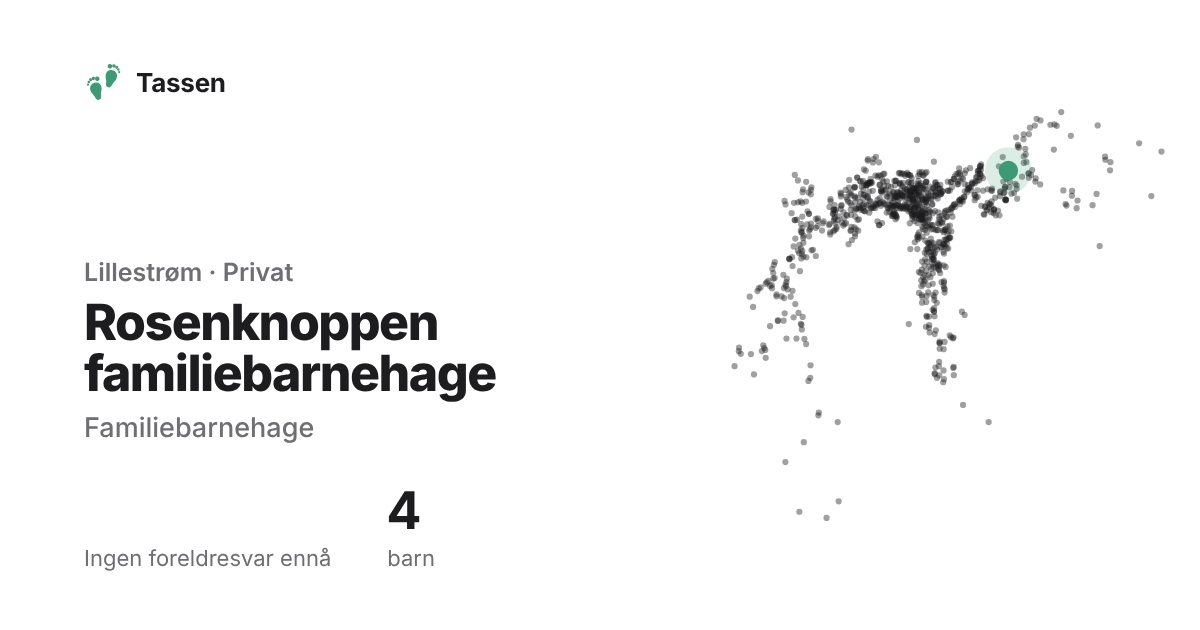 Tassen
Lillestrøm · Privat
Rosenknoppen
familiebarnehage
Familiebarnehage
4
Ingen foreldresvar ennå
barn